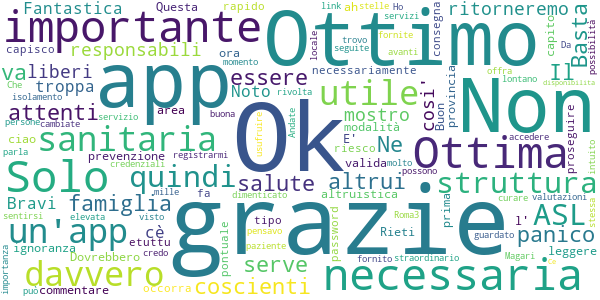 Fantastica
importante
responsabili
capisco
va
liberi
troppa
attenti
app
ora
essere
Noto
Questa
Ho
rapido
ah
link
stelle
servizi
ritorneremo
Da
capito
Basta
possibilità
Il
consegna
fornite
avanti
trovo
seguite
locale
momento
rivolta
Ottimo
necessariamente
così
provincia
Buon
Che
isolamento
cambiate
servizio
area
buona
persone
ciao
parla
sanitaria
prevenzione
registrarmi
credenziali
Ok
usufruire
Andate
utile
mostro
modalità
E'
riesco
Non
Ne
valida
molto
possono
offra
lontano
accedere
disponibilità
intuito
proseguire
Ottima
Solo
quindi
salute
altrui
struttura
prima
curare
valutazioni
stessa
Bravi
famiglia
fa
mille
dimenticato
altruistica
sentirsi
elevata
visto
grazie
tipo
password
Roma3
l'
ASL
un'app
cè
pensavo
Rieti
guardato
panico
ignoranza
Dovrebbero
etuttu
pontuale
paziente
serve
fornito
straordinario
leggere
importanza
davvero
credo
necessaria
Magari
può
commentare
occorra
coscienti